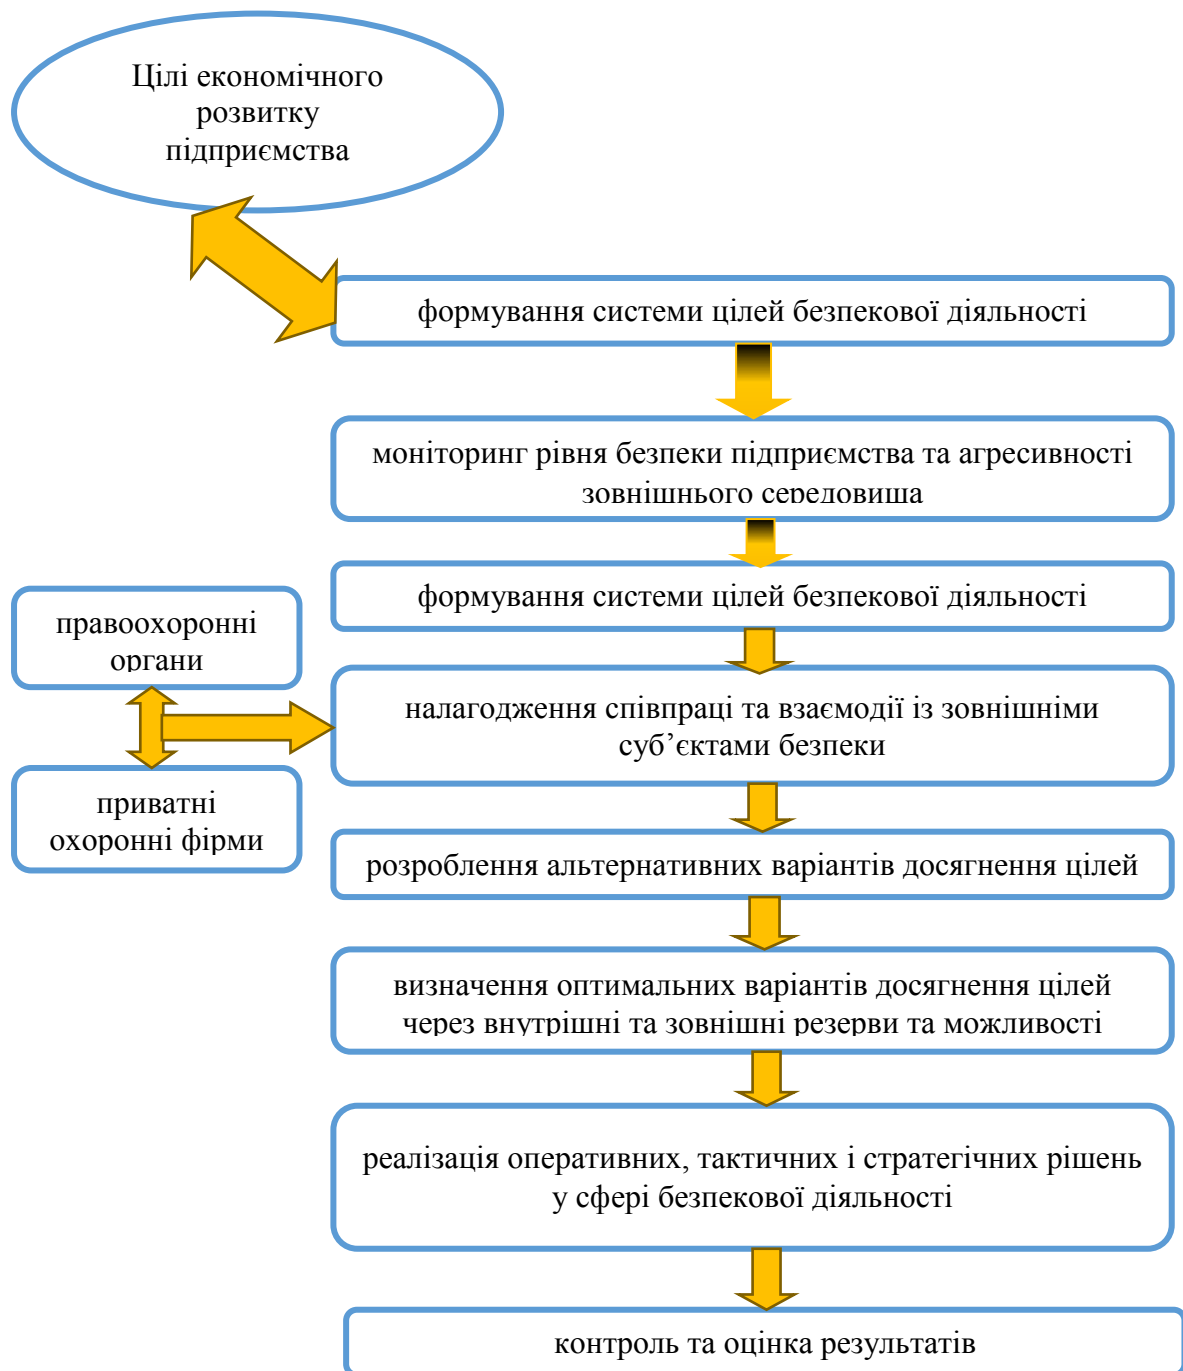 Цілі економічного
розвитку
підприємства
формування системи цілей безпекової діяльності
моніторинг рівня безпеки підприємства та агресивності
зовнішнього середовища
формування системи цілей безпекової діяльності
правоохоронні
органи
налагодження співпраці та взаємодії із зовнішніми
суб’єктами безпеки
приватні
охоронні фірми
розроблення альтернативних варіантів досягнення цілей
визначення оптимальних варіантів досягнення цілей
через внутрішні та зовнішні резерви та можливості
реалізація оперативних, тактичних і стратегічних рішень
у сфері безпекової діяльності
контроль та оцінка результатів